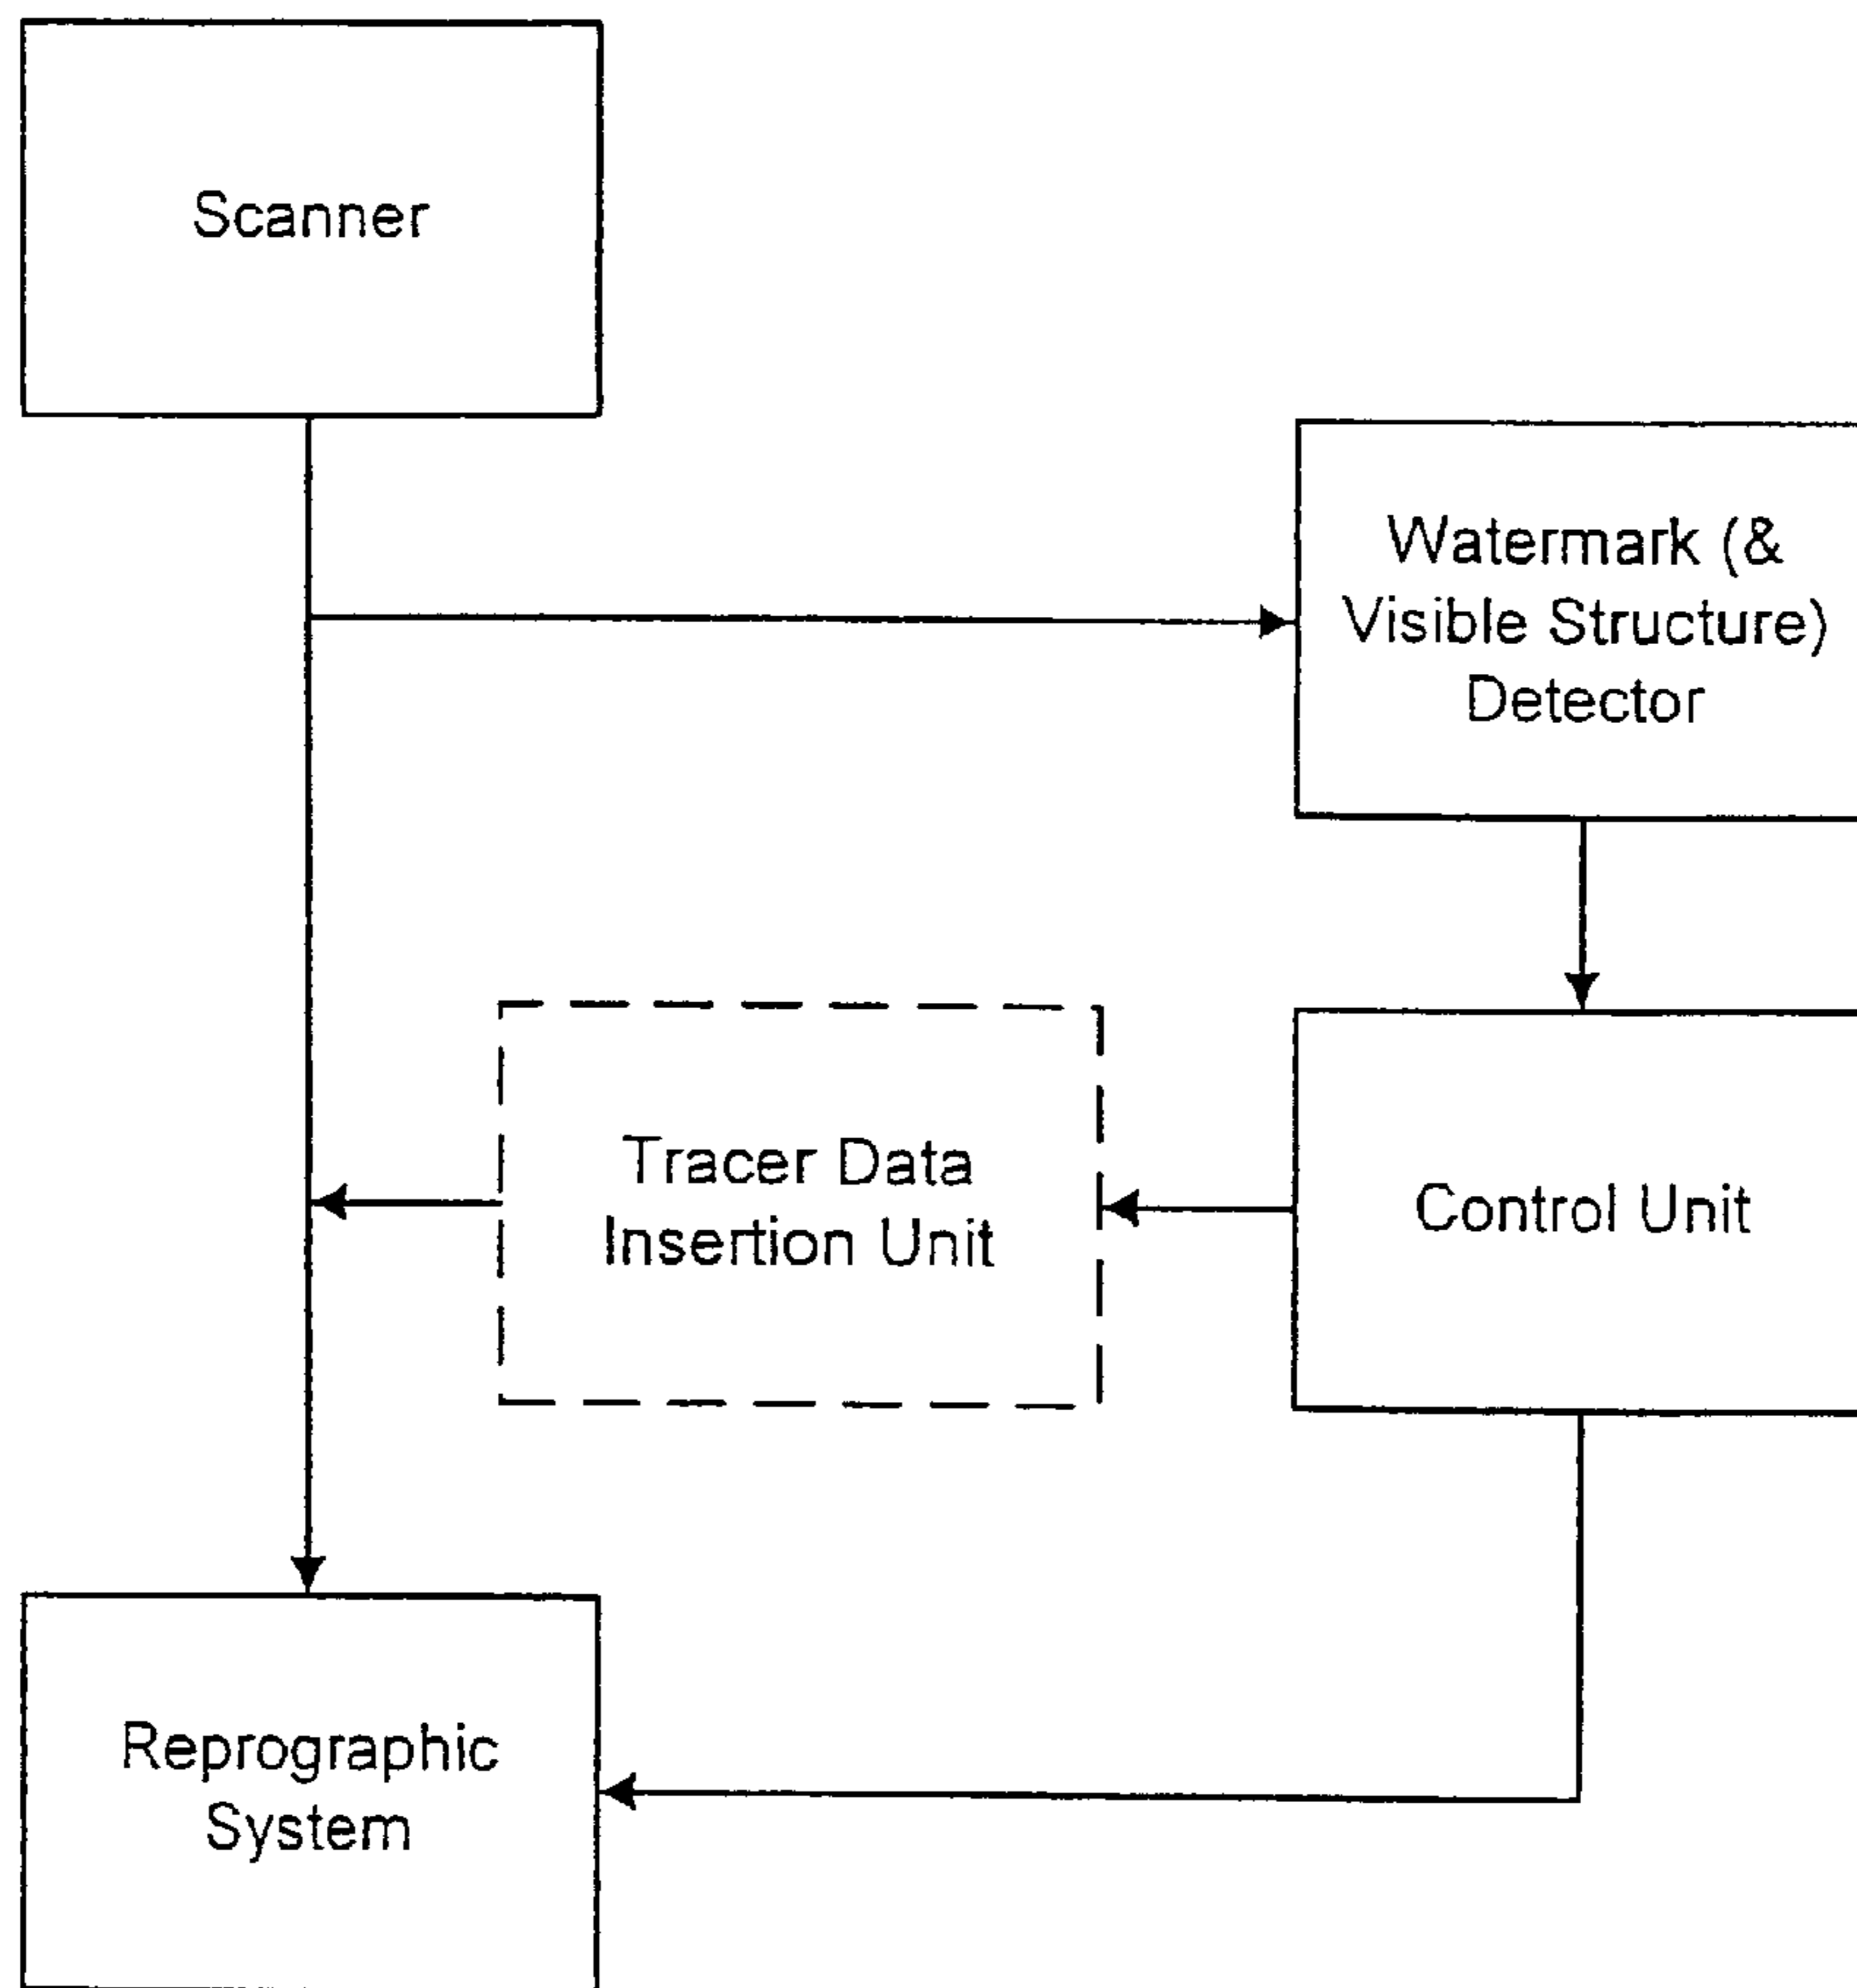 Scanner
Watermark (&
Visible Structure)
Detector
Tracer Data
Insertion Unit
Control Unit
Reprographic
System